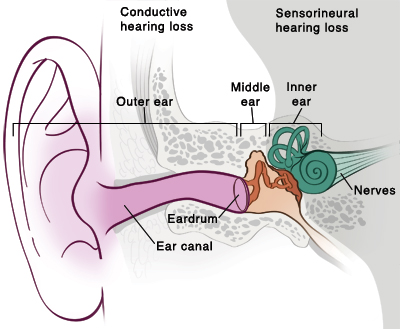 Conductive
hearing loss
Sensorineural
hearing loss
Outer ear
Middle
ear
Inner
ear
Nerves
Eardrum
Ear canal